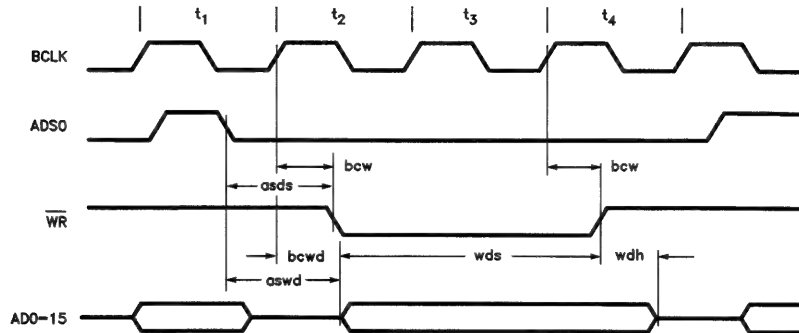 t1 t2 t3 t4
BCLK
ADS0
bcw bcw
asds
WR
bcwd wds wdh
aswd
AD0-15